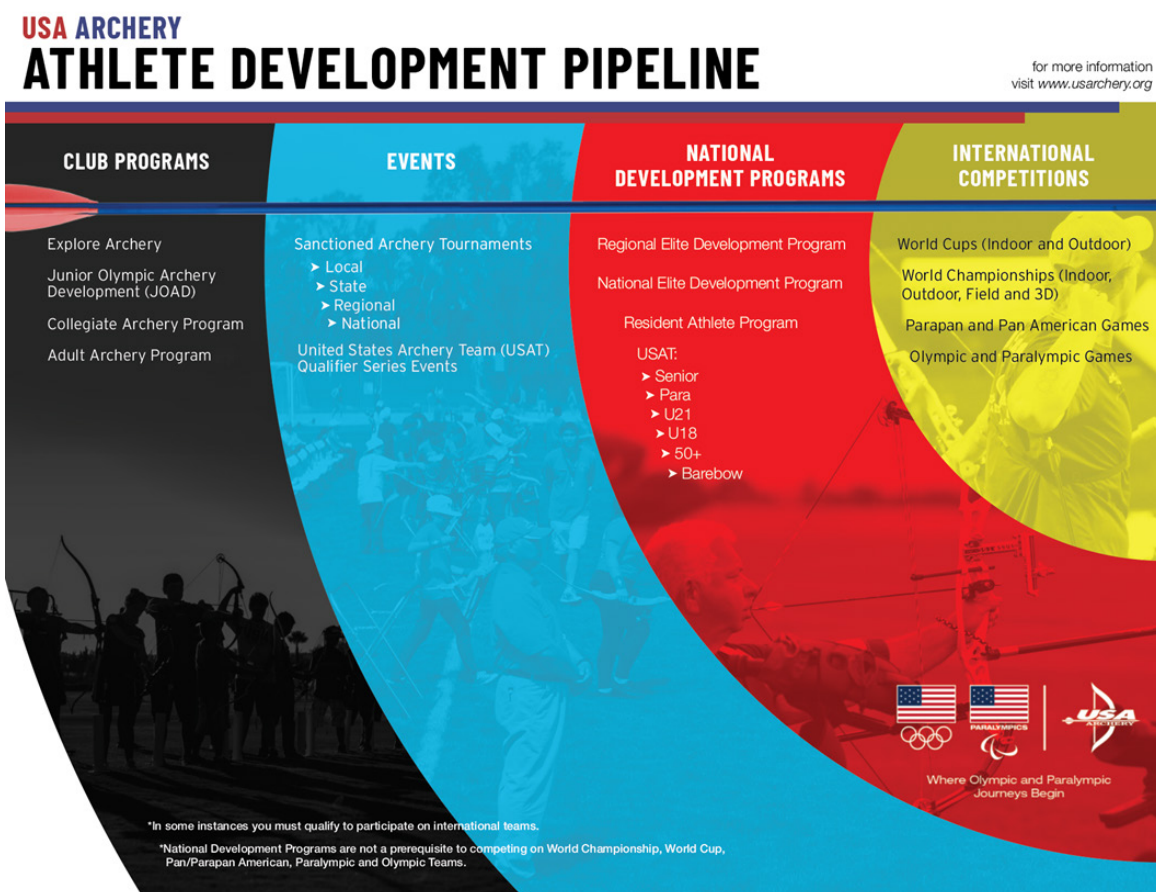 USA ARCHERY
ATHLETE DEVELOPMENT PIPELINE
for more information
visit www.usarchery.org
CLUB PROGRAMS
Explore Archery
Junior Olympic Archery
Development (JOAD)
Collegiate Archery Program
Adult Archery Program
EVENTS
Sanctioned Archery Tournaments
➤ Local
➤ State
➤ Regional
➤ National
United States Archery Team (USAT)
Qualifier Series Events
NATIONAL
DEVELOPMENT PROGRAMS
Regional Elite Development Program
National Elite Development Program
Resident Athlete Program
USAT:
➤ Senior
➤ Para
➤ U21
➤ U18
➤ 50+
➤ Barebow
INTERNATIONAL
COMPETITIONS
World Cups (Indoor and Outdoor)
World Championships (Indoor,
Outdoor, Field and 3D)
Parapan and Pan American Games
Olympic and Paralympic Games
PARALYMPICS
USA
ARCHERY
Where Olympic and Paralympic
Journeys Begin
*In some instances you must qualify to participate on international teams.
*National Development Programs are not a prerequisite to competing on World Championship, World Cup,
Pan/Parapan American, Paralympic and Olympic Teams.